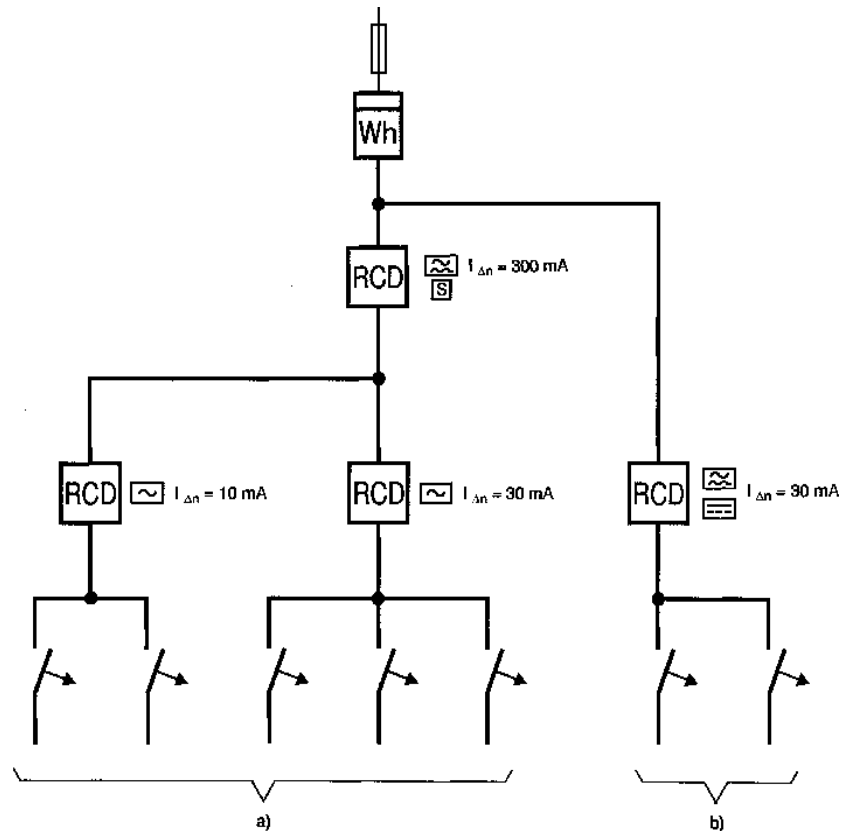 Wh
RCD
I Δn = 300 mA
S
RCD
I Δn = 10 mA
RCD
I Δn = 30 mA
RCD
I Δn = 30 mA
a)
b)